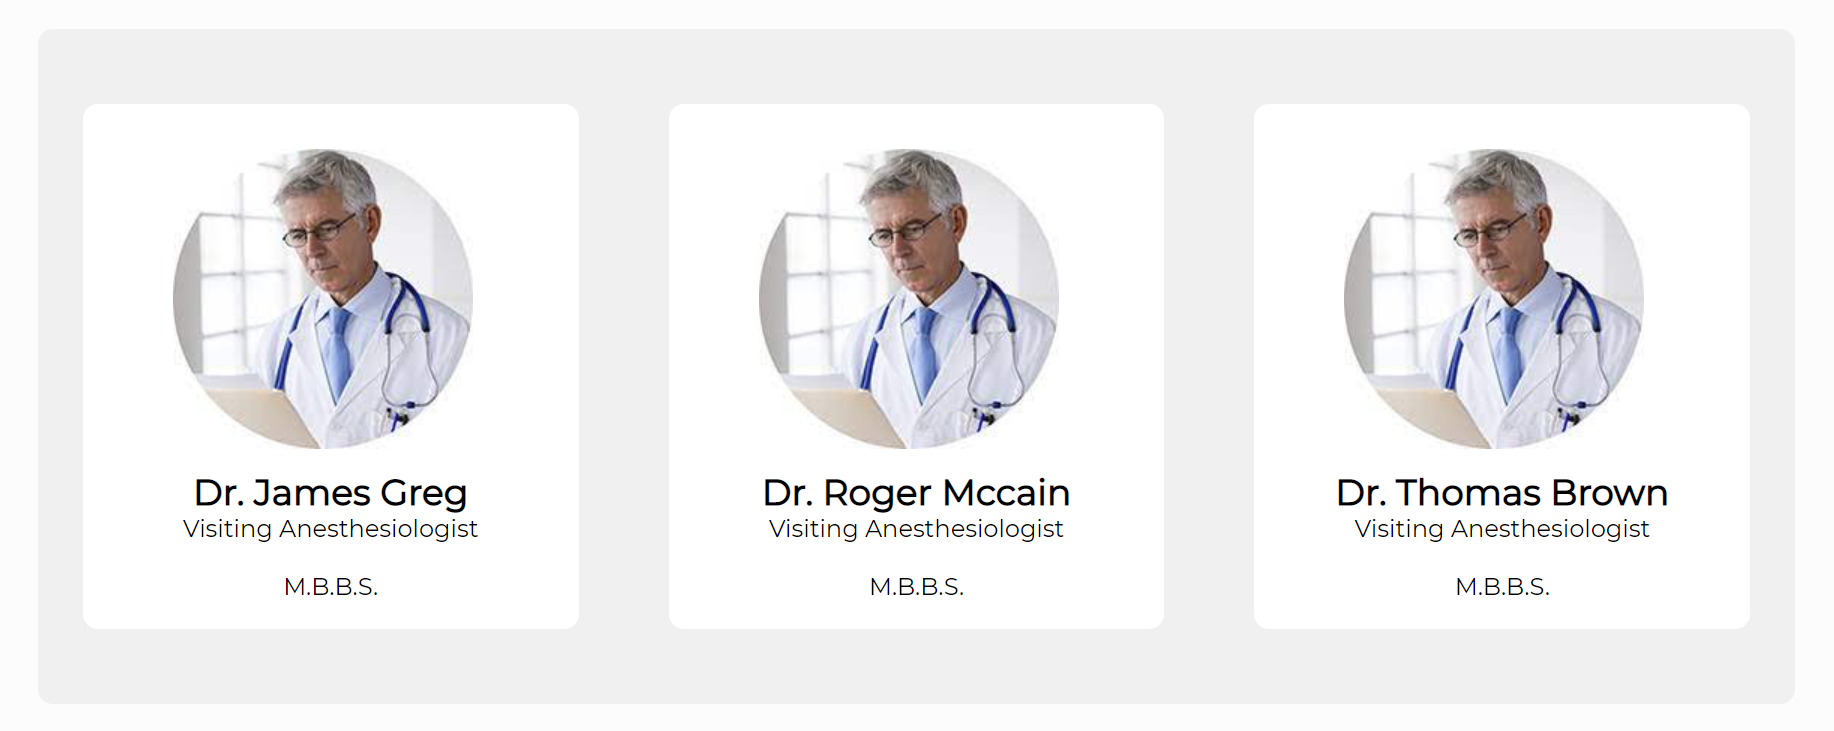 Dr. James Greg
Visiting Anesthesiologist
M.B.B.S.
Dr. Roger Mccain
Visiting Anesthesiologist
M.B.B.S.
Dr. Thomas Brown
Visiting Anesthesiologist
M.B.B.S.